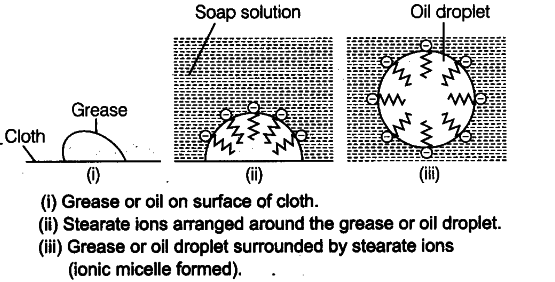 Soap solution
Oil droplet
Grease
Cloth
(i)
(ii)
(iii)
(i) Grease or oil on surface of cloth.
(ii) Stearate ions arranged around the grease or oil droplet.
(iii) Grease or oil droplet surrounded by stearate ions
(ionic micelle formed).